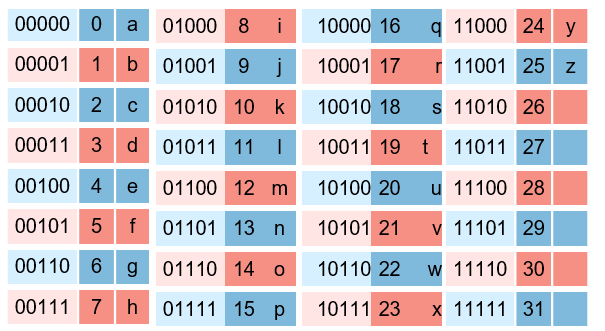 00000 0 a 01000 8 i 10000 16 q 11000 24 y
00001 1 b 01001 9 j 10001 17 r 11001 25 z
00010 2 c 01010 10 k 10010 18 s 11010 26
00011 3 d 01011 11 l 10011 19 t 11011 27
00100 4 e 01100 12 m 10100 20 u 11100 28
00101 5 f 01101 13 n 10101 21 v 11101 29
00110 6 g 01110 14 o 10110 22 w 11110 30
00111 7 h 01111 15 p 10111 23 x 11111 31